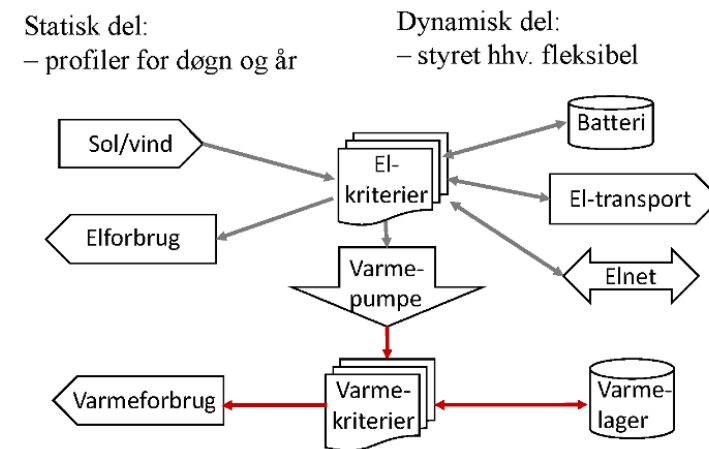 Statisk del:
– profiler for døgn og år
Dynamisk del:
– styret hhv. fleksibel
Sol/vind
El-
kriterier
Batteri
El-transport
Elforbrug
Elnet
Varme-
pumpe
Varmeforbrug
Varme-
kriterier
Varme-
lager